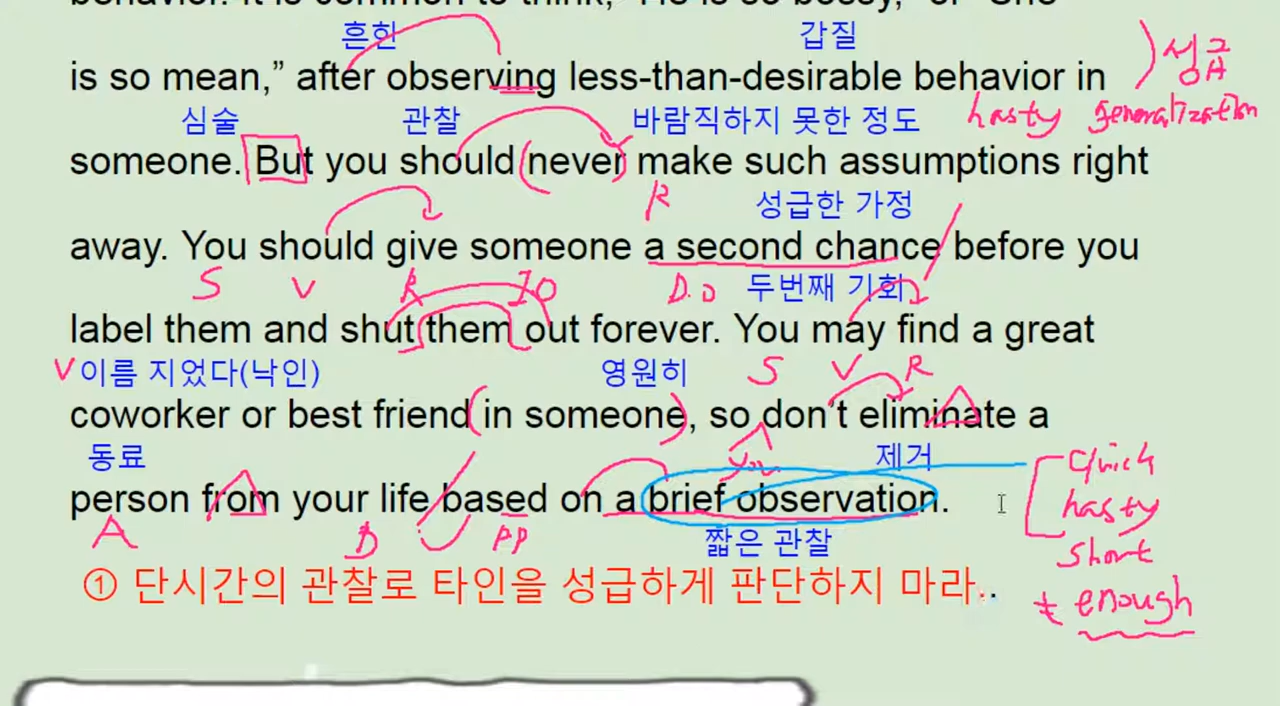 behavior. It is common to think, "He is so bossy," or "She
흔한 갑질
is so mean,” after observing less-than-desirable behavior in
성급
심술 관찰 바람직하지 못한 정도 hasty generalization
someone. But you should never make such assumptions right
R 성급한 가정
away. You should give someone a second chance before you
S V R I.O D.O 두번째 기회
label them and shut them out forever. You may find a great
V 이름 지었다(낙인) 영원히 S V R
coworker or best friend in someone, so don't eliminate a
동료 you 제거 quick
person from your life based on a brief observation.
hasty
A B pp 짧은 관찰 short
① 단시간의 관찰로 타인을 성급하게 판단하지 마라..
≠ enough